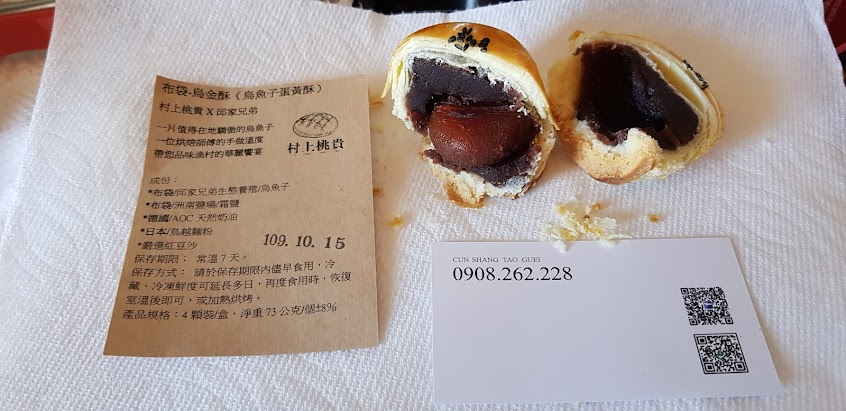 布袋-烏金酥（烏魚子蛋黃酥）
村上桃貴 X 邱家兄弟
一片值得在地驕傲的烏魚子
一位烘焙師傅的手做溫度
帶您品味漁村的華麗饗宴
村上桃貴
成份：
*布袋/邱家兄弟生態養殖/烏魚子
*布袋/洲南鹽場/霜鹽
*德國/AOC 天然奶油
*日本/鳥越麵粉
*嚴選紅豆沙
109.10.15
保存期限： 常溫 7 天。
保存方式： 請於保存期限內儘早食用，冷
藏、冷凍鮮度可延長多日，再度食用時，恢復
室溫後即可，或加熱烘烤。
產品規格：4 顆裝/盒，淨重 73 公克/個±8%
CUN SHANG TAO GUEI
0908.262.228